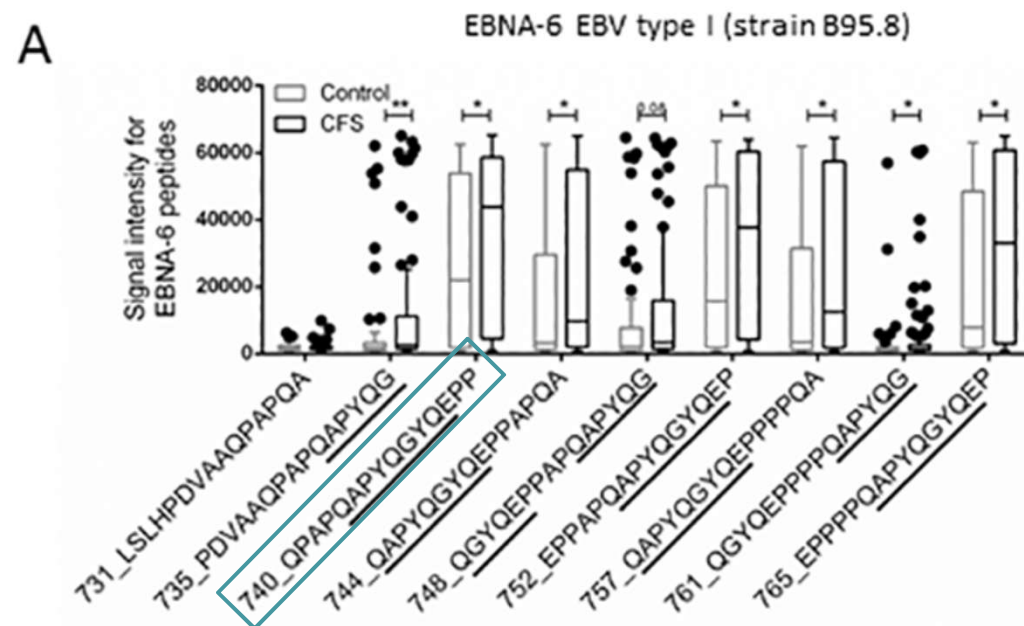 A
EBNA-6 EBV type I (strain B95.8)
Signal intensity for
EBNA-6 peptides
80000
60000
40000
20000
0
Control
CFS
**
*
*
0.05
*
*
*
*
731_LSLHPDVAAQPAPQA
735_PDVAAQPAPQAPYQG
740_QPAPQAPYQGYQEPP
744_QAPYQGYQEPPAPQA
748_QGYQEPPAPQAPYQG
752_EPPAPQAPYQGYQEP
757_QAPYQGYQEPPPPQA
761_QGYQEPPPPQAPYQG
765_EPPPPQAPYQGYQEP